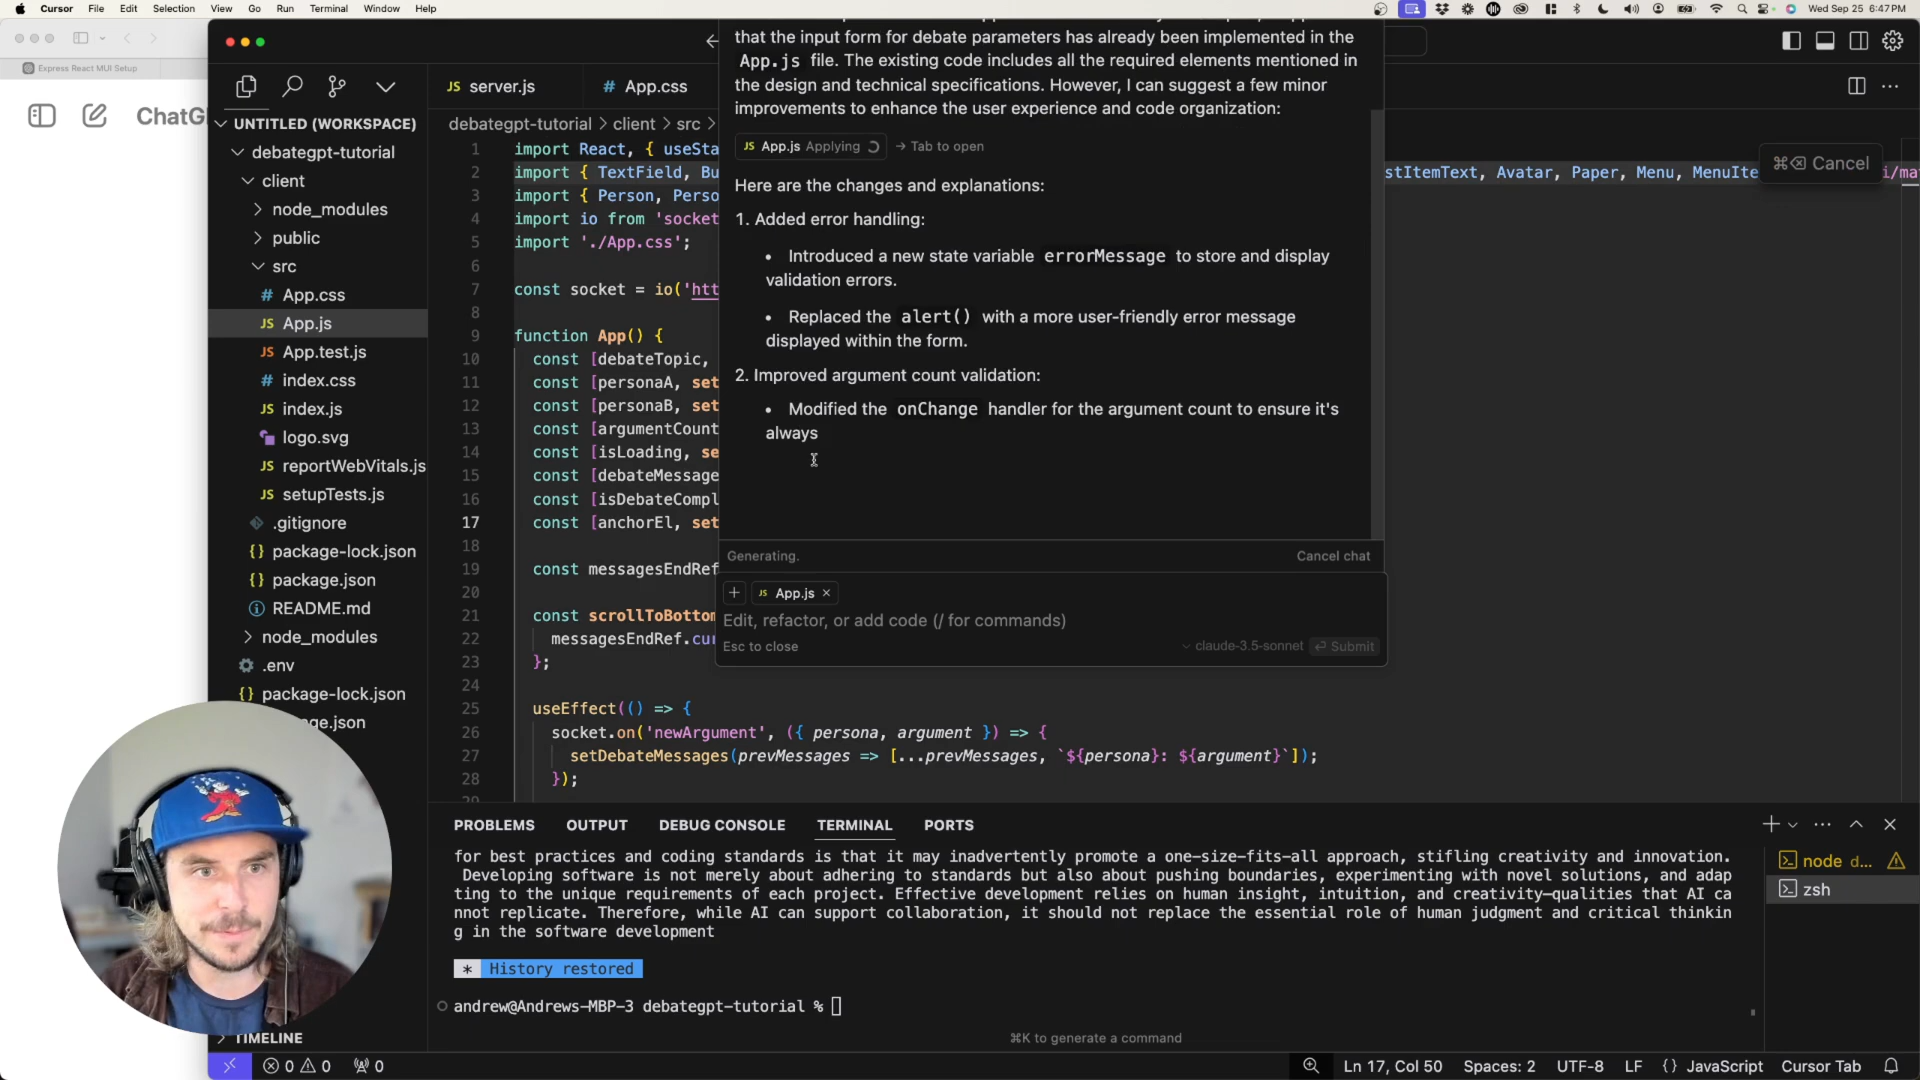 Cursor File Edit Selection View Go Run Terminal Window Help
Wed Sep 25 6:47 PM
Express React MUI Setup
ChatG
that the input form for debate parameters has already been implemented in the
App.js file. The existing code includes all the required elements mentioned in
the design and technical specifications. However, I can suggest a few minor
improvements to enhance the user experience and code organization:
JS App.js Applying → Tab to open
Here are the changes and explanations:
1. Added error handling:
• Introduced a new state variable errorMessage to store and display
validation errors.
• Replaced the alert() with a more user-friendly error message
displayed within the form.
2. Improved argument count validation:
• Modified the onChange handler for the argument count to ensure it's
always
Generating.
Cancel chat
+ JS App.js ×
Edit, refactor, or add code (/ for commands)
Esc to close
claude-3.5-sonnet
Submit
⌘⌫ Cancel
UNTITLED (WORKSPACE)
debategpt-tutorial
client
node_modules
public
src
# App.css
JS App.js
JS App.test.js
# index.css
JS index.js
logo.svg
JS reportWebVitals.js
JS setupTests.js
.gitignore
{} package-lock.json
{} package.json
README.md
node_modules
.env
{} package-lock.json
ge.json
TIMELINE
JS server.js
# App.css
debategpt-tutorial > client > src >
1 import React, { useSta
2 import { TextField, Bu
stItemText, Avatar, Paper, Menu, MenuIte
i/mat
3 import { Person, Perso
4 import io from 'socket
5 import './App.css';
6
7 const socket = io('htt
8
9 function App() {
10 const [debateTopic,
11 const [personaA, set
12 const [personaB, set
13 const [argumentCount
14 const [isLoading, se
15 const [debateMessage
16 const [isDebateCompl
17 const [anchorEl, set
18
19 const messagesEndRef
20
21 const scrollToBottom
22 messagesEndRef.cur
23 };
24
25 useEffect(() => {
26 socket.on('newArgument', ({ persona, argument }) => {
27 setDebateMessages(prevMessages => [...prevMessages, `${persona}: ${argument}`]);
28 });
PROBLEMS OUTPUT DEBUG CONSOLE TERMINAL PORTS
for best practices and coding standards is that it may inadvertently promote a one-size-fits-all approach, stifling creativity and innovation.
Developing software is not merely about adhering to standards but also about pushing boundaries, experimenting with novel solutions, and adap
ting to the unique requirements of each project. Effective development relies on human insight, intuition, and creativity—qualities that AI ca
nnot replicate. Therefore, while AI can support collaboration, it should not replace the essential role of human judgment and critical thinkin
g in the software development
* History restored
andrew@Andrews-MBP-3 debategpt-tutorial %
⌘K to generate a command
node d...
zsh
0 0 0
Ln 17, Col 50 Spaces: 2 UTF-8 LF {} JavaScript Cursor Tab